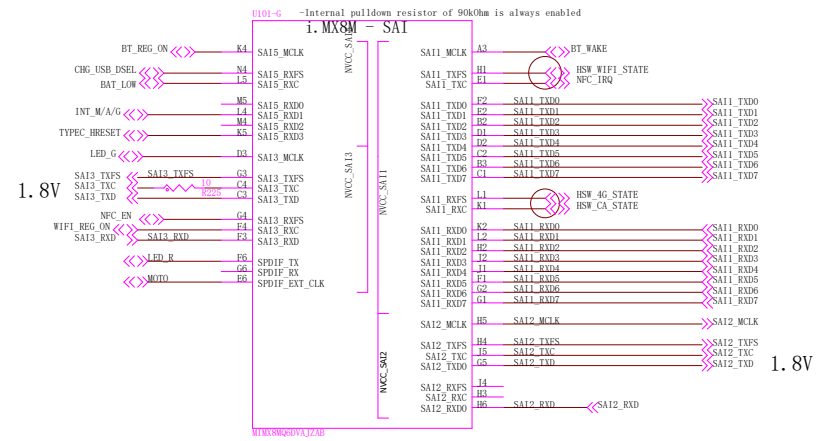 U101-G -Internal pulldown resistor of 90kOhm is always enabled
i.MX8M - SAI
BT_REG_ON K4 SAI5_MCLK
CHG_USB_DSEL N4 SAI5_RXFS
BAT_LOW L5 SAI5_RXC
M5 SAI5_RXD0
INT_M/A/G L4 SAI5_RXD1
M4 SAI5_RXD2
TYPEC_HRESET K5 SAI5_RXD3
LED_G D3 SAI3_MCLK
SAI3_TXFS SAI3_TXFS G3 SAI3_TXFS
SAI3_TXC 10 C4 SAI3_TXC
SAI3_TXD R225 C3 SAI3_TXD
1.8V
NFC_EN G4 SAI3_RXFS
WIFI_REG_ON F4 SAI3_RXC
SAI3_RXD SAI3_RXD F3 SAI3_RXD
LED_R F6 SPDIF_TX
G6 SPDIF_RX
MOTO E6 SPDIF_EXT_CLK
NVCC_SAI3
NVCC_SAI1
NVCC_SAI2
SAI1_MCLK A3 BT_WAKE
SAI1_TXFS H1 HSW_WIFI_STATE
SAI1_TXC E1 NFC_IRQ
SAI1_TXD0 F2 SAI1_TXD0 SAI1_TXD0
SAI1_TXD1 E2 SAI1_TXD1 SAI1_TXD1
SAI1_TXD2 B2 SAI1_TXD2 SAI1_TXD2
SAI1_TXD3 D1 SAI1_TXD3 SAI1_TXD3
SAI1_TXD4 D2 SAI1_TXD4 SAI1_TXD4
SAI1_TXD5 C2 SAI1_TXD5 SAI1_TXD5
SAI1_TXD6 B3 SAI1_TXD6 SAI1_TXD6
SAI1_TXD7 C1 SAI1_TXD7 SAI1_TXD7
SAI1_RXFS L1 HSW_4G_STATE
SAI1_RXC K1 HSW_CA_STATE
SAI1_RXD0 K2 SAI1_RXD0 SAI1_RXD0
SAI1_RXD1 L2 SAI1_RXD1 SAI1_RXD1
SAI1_RXD2 H2 SAI1_RXD2 SAI1_RXD2
SAI1_RXD3 J2 SAI1_RXD3 SAI1_RXD3
SAI1_RXD4 J1 SAI1_RXD4 SAI1_RXD4
SAI1_RXD5 F1 SAI1_RXD5 SAI1_RXD5
SAI1_RXD6 G2 SAI1_RXD6 SAI1_RXD6
SAI1_RXD7 G1 SAI1_RXD7 SAI1_RXD7
SAI2_MCLK H5 SAI2_MCLK SAI2_MCLK
SAI2_TXFS H4 SAI2_TXFS SAI2_TXFS
SAI2_TXC J5 SAI2_TXC SAI2_TXC
SAI2_TXD0 G5 SAI2_TXD SAI2_TXD
1.8V
SAI2_RXFS J4
SAI2_RXC H3
SAI2_RXD0 H6 SAI2_RXD SAI2_RXD
MIMX8MQ6DVAJZAB